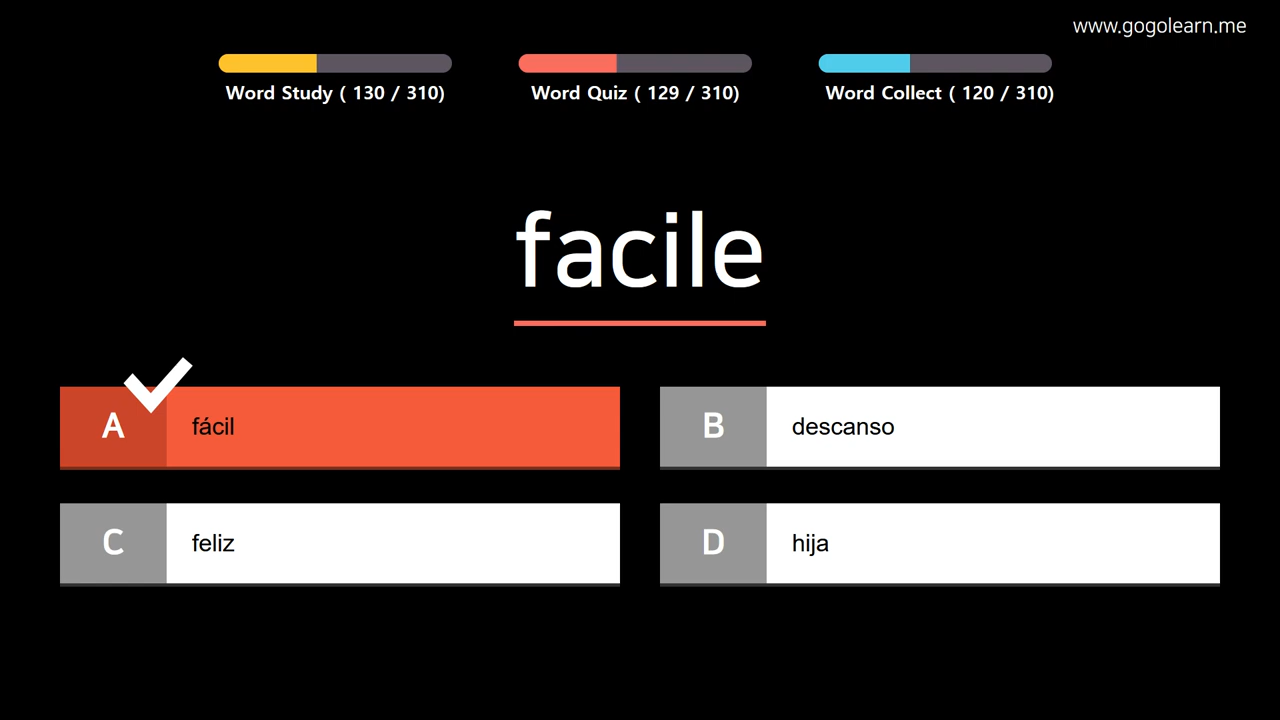 www.gogolearn.me
Word Study ( 130 / 310)
Word Quiz ( 129 / 310)
Word Collect ( 120 / 310)
facile
A fácil
B descanso
C feliz
D hija